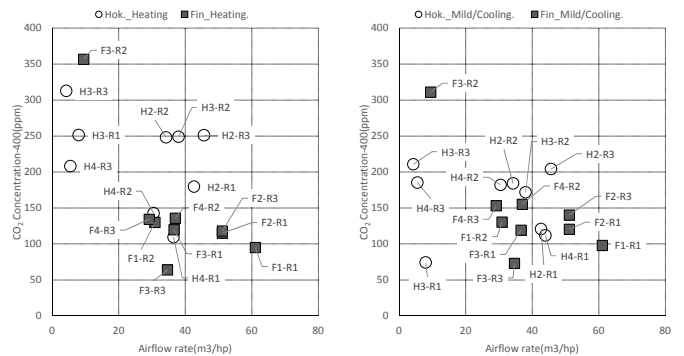 Hok._Heating Fin_Heating.
CO2 Concentration-400(ppm)
400
350
300
250
200
150
100
50
0
F3-R2
H3-R3
H2-R2
H3-R2
H3-R1
H2-R3
H4-R3
H4-R2
H2-R1
F4-R2
F2-R3
F4-R3
F2-R1
F1-R2
F3-R1
F1-R1
F3-R3
H4-R1
0 20 40 60 80
Airflow rate(m3/hp)
Hok._Mild/Cooling. Fin_Mild/Cooling.
CO2 Concentration-400(ppm)
400
350
300
250
200
150
100
50
0
F3-R2
H2-R2
H3-R2
H3-R3
H2-R3
H4-R2
F4-R2
H4-R3
F2-R3
F4-R3
F2-R1
F1-R2
F1-R1
F3-R1
H4-R1
F3-R3
H2-R1
H3-R1
0 20 40 60 80
Airflow rate(m3/hp)